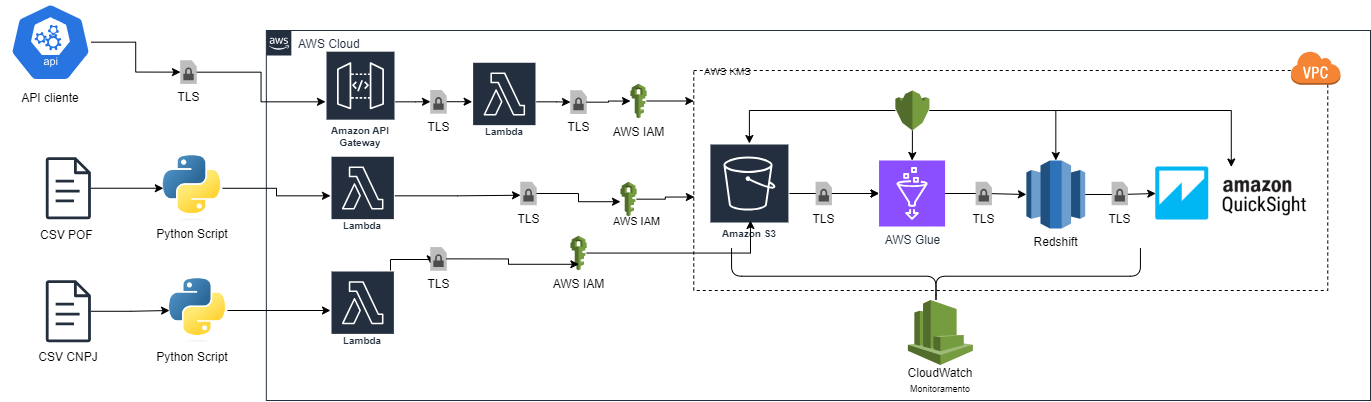 api
API cliente
TLS
aws
AWS Cloud
Amazon API
Gateway
TLS
Lambda
TLS
AWS IAM
AWS KMS
VPC
CSV POF
Python Script
Lambda
TLS
AWS IAM
Amazon S3
TLS
AWS Glue
TLS
Redshift
TLS
amazon
QuickSight
CSV CNPJ
Python Script
Lambda
TLS
AWS IAM
CloudWatch
Monitoramento